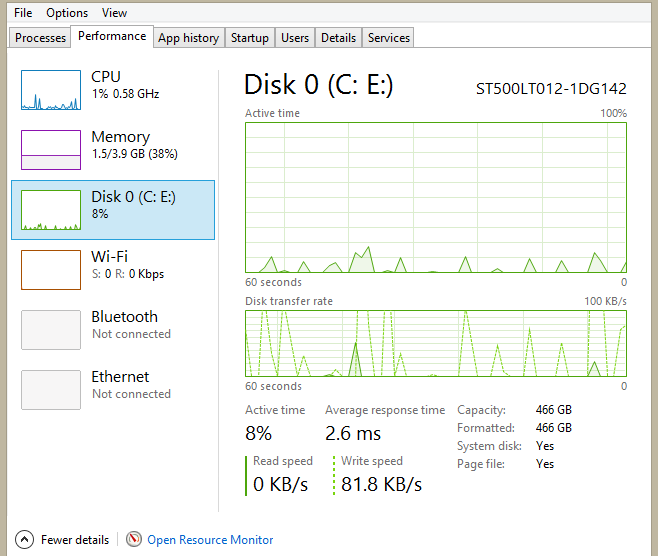 File Options View
Processes Performance App history Startup Users Details Services
CPU
1% 0.58 GHz
Memory
1.5/3.9 GB (38%)
Disk 0 (C: E:)
8%
Wi-Fi
S: 0 R: 0 Kbps
Bluetooth
Not connected
Ethernet
Not connected
Disk 0 (C: E:) ST500LT012-1DG142
Active time 100%
60 seconds 0
Disk transfer rate 100 KB/s
60 seconds 0
Active time Average response time
8% 2.6 ms
Read speed Write speed
0 KB/s 81.8 KB/s
Capacity: 466 GB
Formatted: 466 GB
System disk: Yes
Page file: Yes
Fewer details Open Resource Monitor